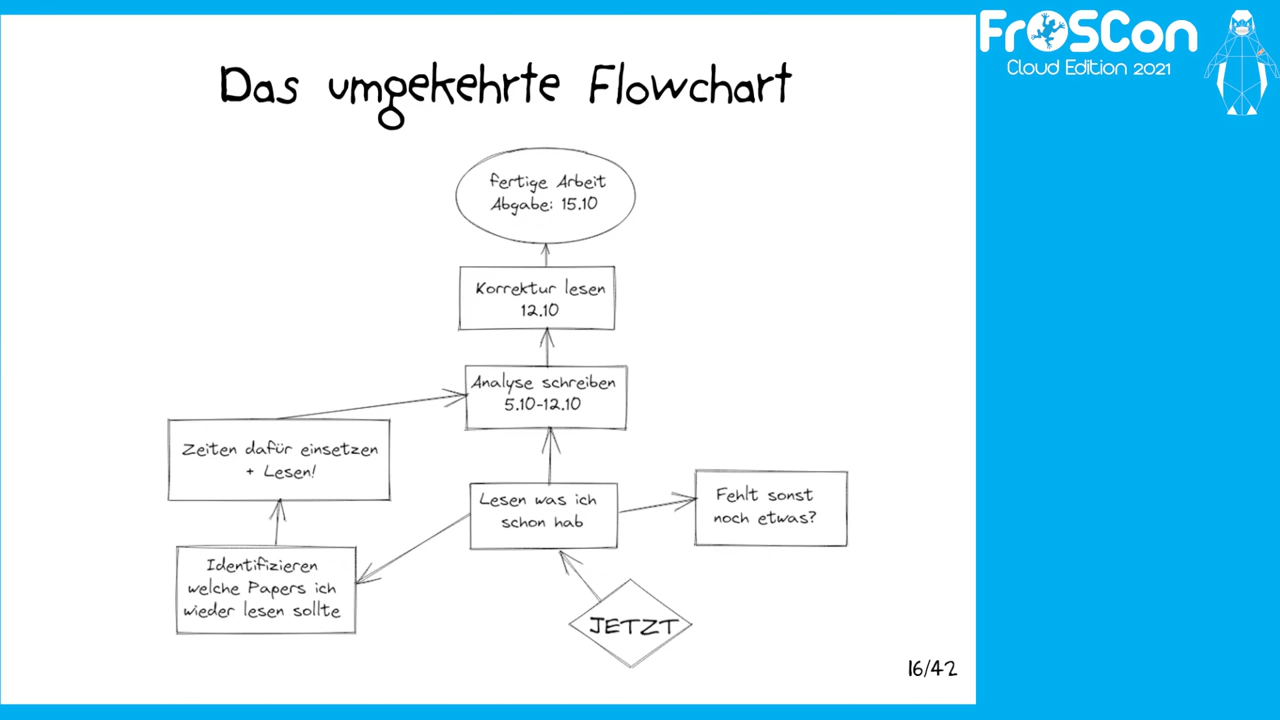 Das umgekehrte Flowchart
FrOSCon
Cloud Edition 2021
fertige Arbeit
Abgabe: 15.10
Korrektur lesen
12.10
Analyse schreiben
5.10-12.10
Zeiten dafür einsetzen
+ Lesen!
Lesen was ich
schon hab
Fehlt sonst
noch etwas?
Identifizieren
welche Papers ich
wieder lesen sollte
JETZT
16/42